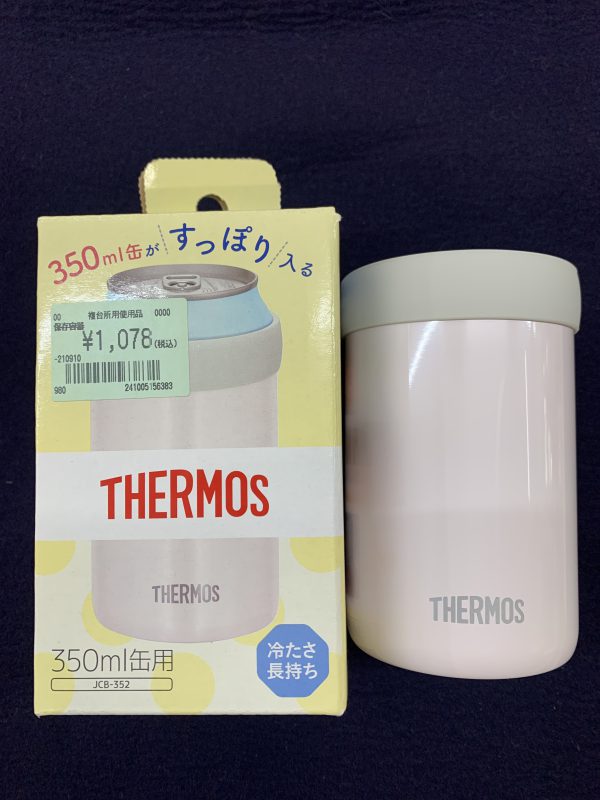 350ml缶が すっぽり 入る
00 複台所用使用品 0000
保存容器
¥1,078(税込)
-210910
980 241005156383
THERMOS
THERMOS
350ml缶用
JCB-352
冷たさ
長持ち
THERMOS